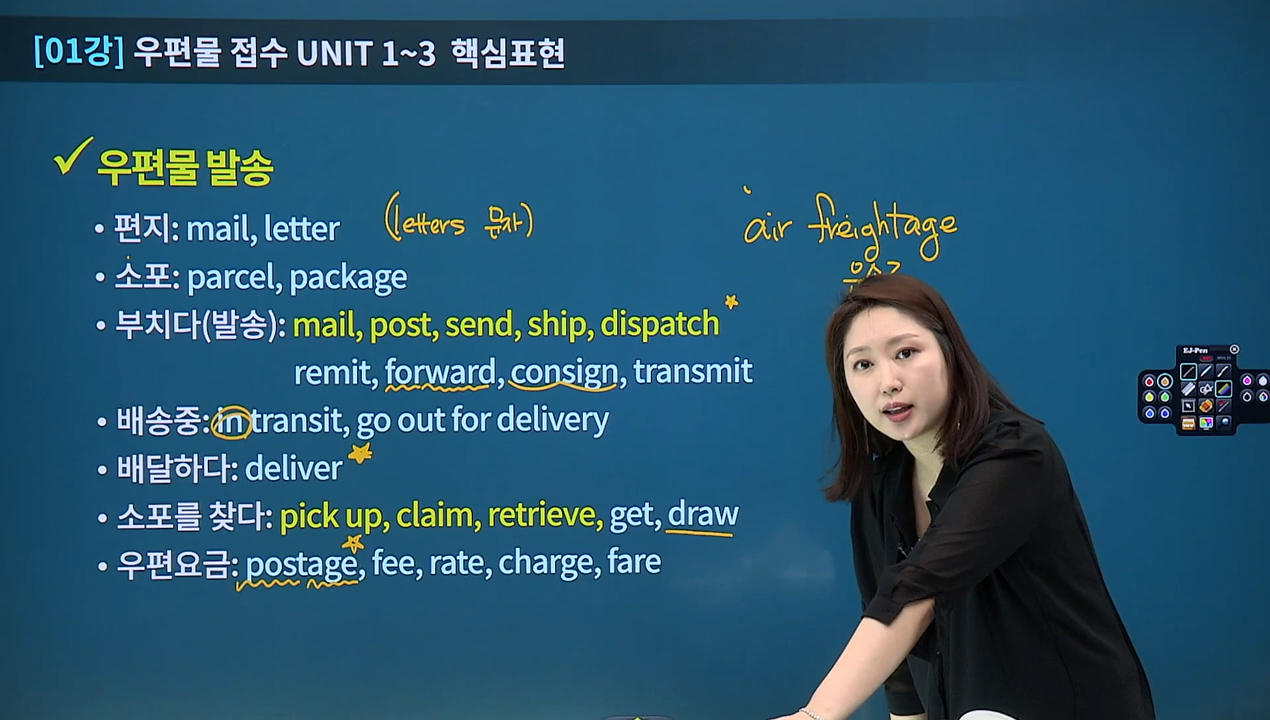 [01강] 우편물 접수 UNIT 1~3 핵심표현
우편물 발송
• 편지: mail, letter (letters 문자)
air freightage
• 소포: parcel, package
• 부치다(발송): mail, post, send, ship, dispatch
remit, forward, consign, transmit
• 배송중: in transit, go out for delivery
• 배달하다: deliver
• 소포를 찾다: pick up, claim, retrieve, get, draw
• 우편요금: postage, fee, rate, charge, fare
EJ-Pen